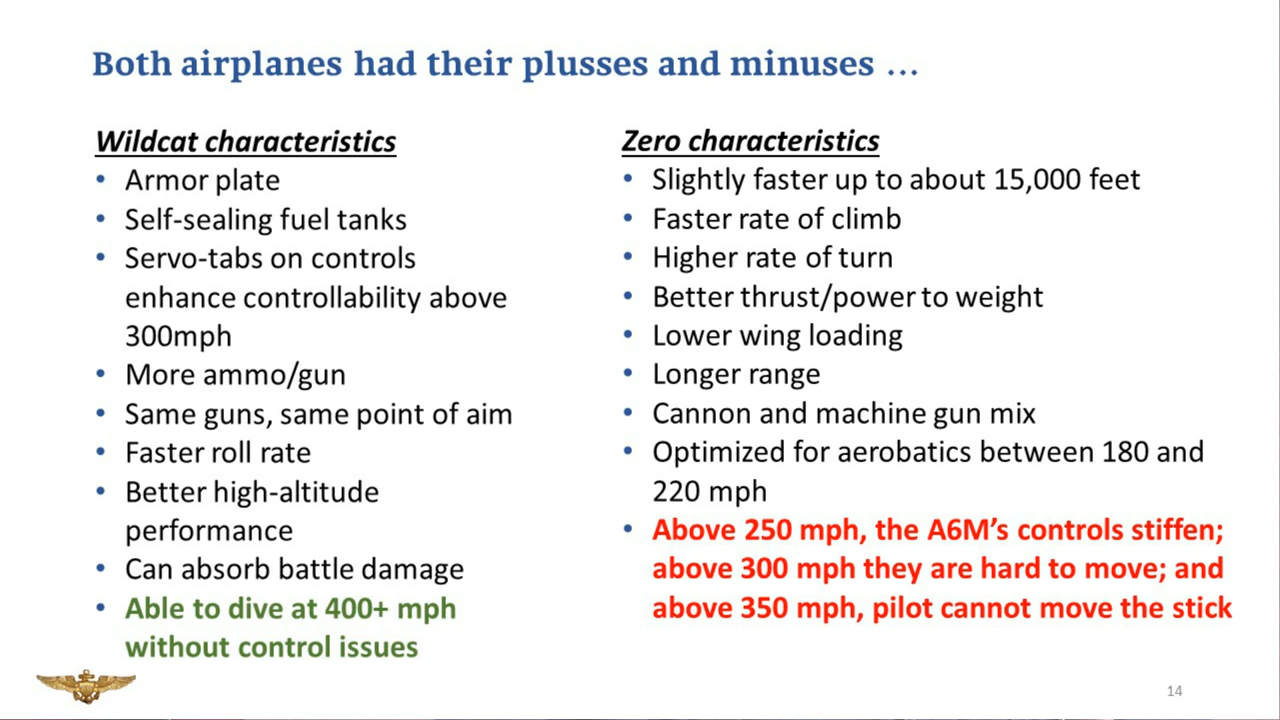 Both airplanes had their plusses and minuses ...
Wildcat characteristics
• Armor plate
• Self-sealing fuel tanks
• Servo-tabs on controls
enhance controllability above
300mph
• More ammo/gun
• Same guns, same point of aim
• Faster roll rate
• Better high-altitude
performance
• Can absorb battle damage
• Able to dive at 400+ mph
without control issues
Zero characteristics
• Slightly faster up to about 15,000 feet
• Faster rate of climb
• Higher rate of turn
• Better thrust/power to weight
• Lower wing loading
• Longer range
• Cannon and machine gun mix
• Optimized for aerobatics between 180 and
220 mph
• Above 250 mph, the A6M’s controls stiffen;
above 300 mph they are hard to move; and
above 350 mph, pilot cannot move the stick
14